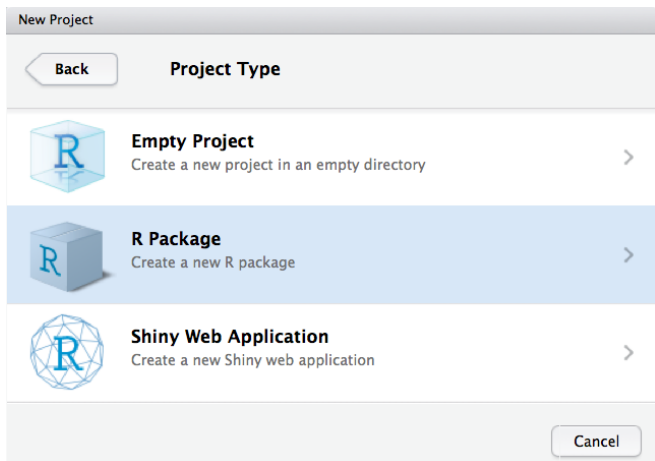 New Project
Back
Project Type
R
Empty Project
Create a new project in an empty directory
R
R Package
Create a new R package
R
Shiny Web Application
Create a new Shiny web application
Cancel